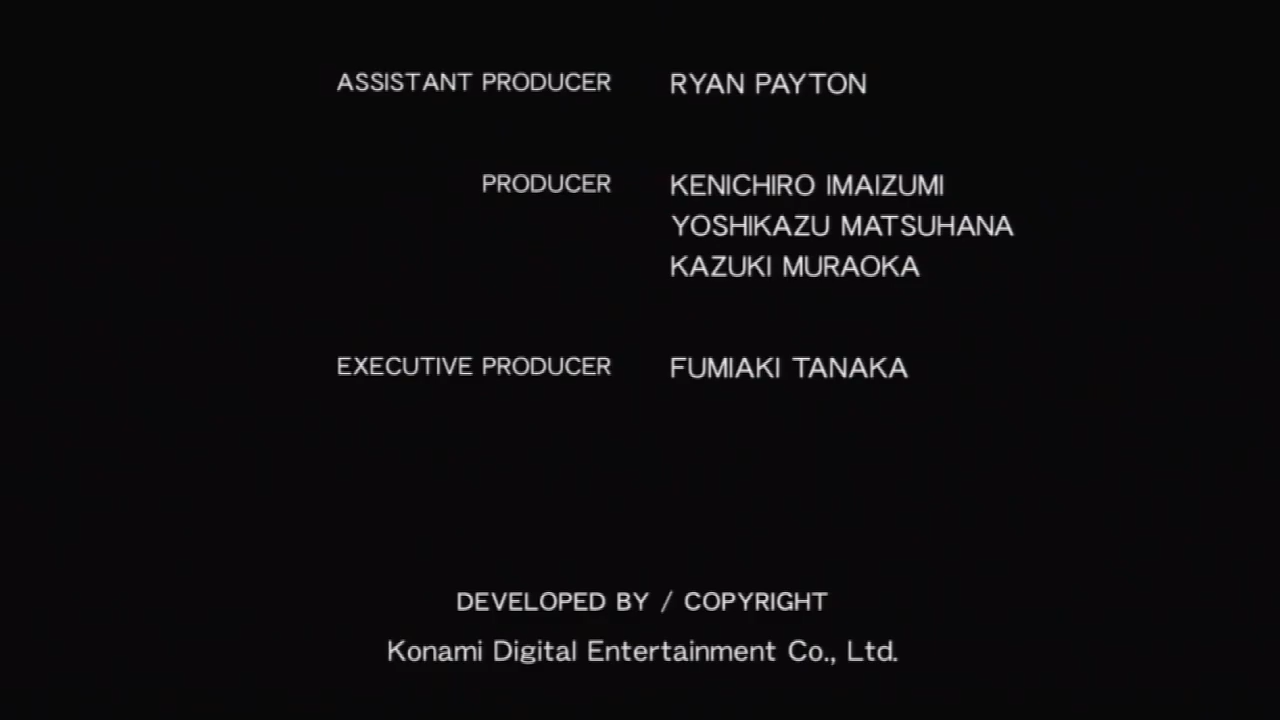 ASSISTANT PRODUCER RYAN PAYTON
PRODUCER KENICHIRO IMAIZUMI
YOSHIKAZU MATSUHANA
KAZUKI MURAOKA
EXECUTIVE PRODUCER FUMIAKI TANAKA
DEVELOPED BY / COPYRIGHT
Konami Digital Entertainment Co., Ltd.